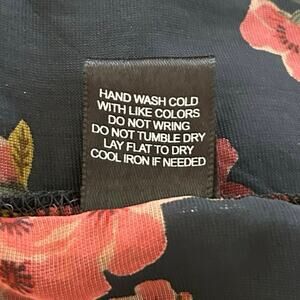 HAND WASH COLD
WITH LIKE COLORS
DO NOT WRING
DO NOT TUMBLE DRY
LAY FLAT TO DRY
COOL IRON IF NEEDED